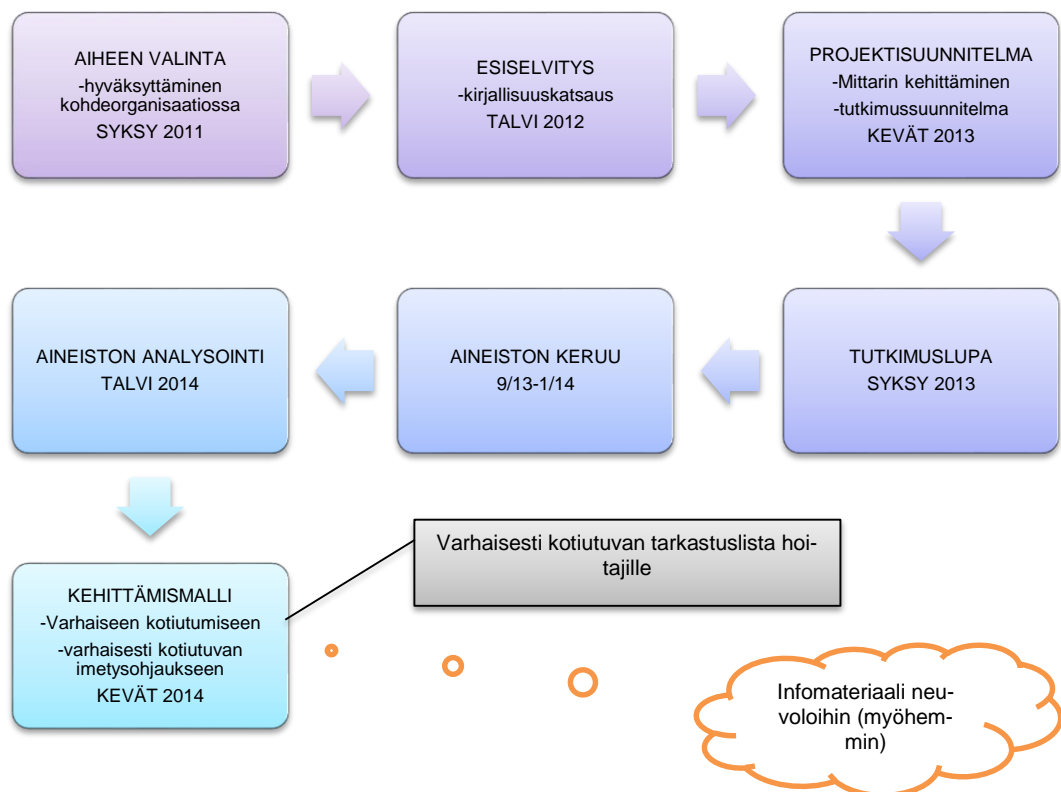 AIHEEN VALINTA
-hyväksyttäminen
kohdeorganisaatiossa
SYKSY 2011
ESISELVITYS
-kirjallisuuskatsaus
TALVI 2012
PROJEKTISUUNNITELMA
-Mittarin kehittäminen
-tutkimussuunnitelma
KEVÄT 2013
TUTKIMUSLUPA
SYKSY 2013
AINEISTON KERUU
9/13-1/14
AINEISTON ANALYSOINTI
TALVI 2014
KEHITTÄMISMALLI
-Varhaiseen kotiutumiseen
-varhaisesti kotiutuvan
imetysohjaukseen
KEVÄT 2014
Varhaisesti kotiutuvan tarkastuslista hoi-
tajille
Infomateriaali neu-
voloihin (myöhem-
min)